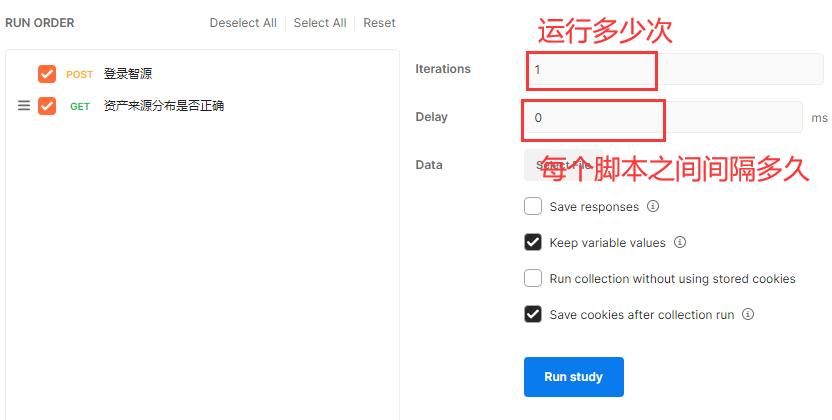 RUN ORDER
Deselect All
Select All
Reset
POST 登录智源
GET 资产来源分布是否正确
运行多少次
Iterations
1
Delay
0
ms
每个脚本之间间隔多久
Data
Select File
Save responses
Keep variable values
Run collection without using stored cookies
Save cookies after collection run
Run study